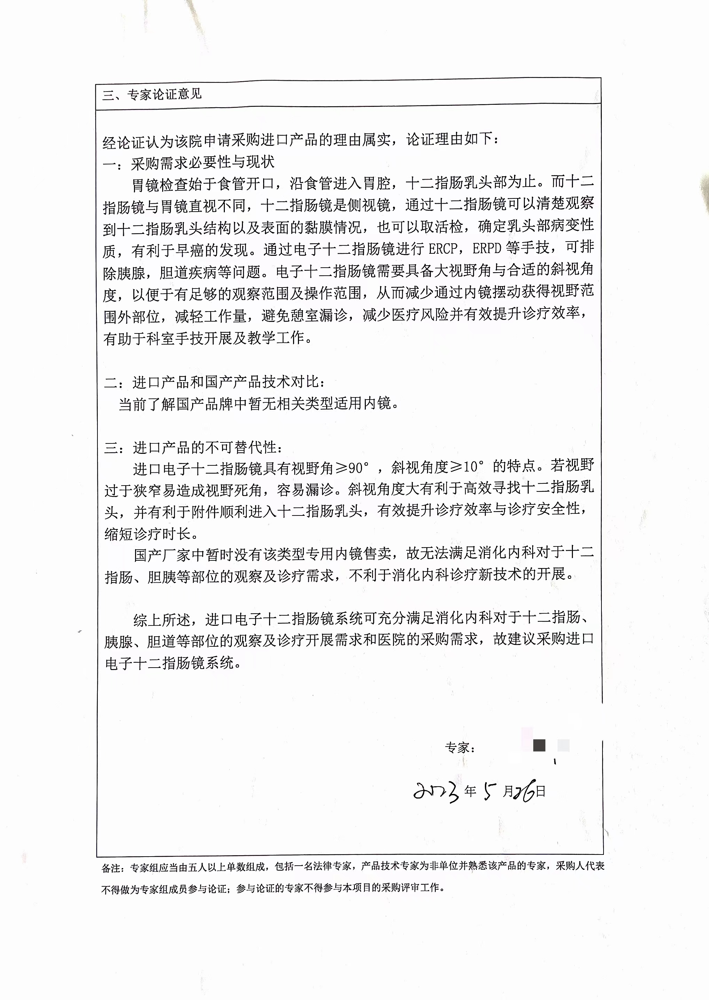 三、专家论证意见
经论证认为该院申请采购进口产品的理由属实，论证理由如下：
一：采购需求必要性与现状
胃镜检查始于食管开口，沿食管进入胃腔，十二指肠乳头部为止。而十二
指肠镜与胃镜直视不同，十二指肠镜是侧视镜，通过十二指肠镜可以清楚观察
到十二指肠乳头结构以及表面的黏膜情况，也可以取活检，确定乳头部病变性
质，有利于早癌的发现。通过电子十二指肠镜进行 ERCP，ERPD 等手技，可排
除胰腺，胆道疾病等问题。电子十二指肠镜需要具备大视野角与合适的斜视角
度，以便于有足够的观察范围及操作范围，从而减少通过内镜摆动获得视野范
围外部位，减轻工作量，避免憩室漏诊，减少医疗风险并有效提升诊疗效率，
有助于科室手技开展及教学工作。
二：进口产品和国产产品技术对比：
当前了解国产品牌中暂无相关类型适用内镜。
三：进口产品的不可替代性：
进口电子十二指肠镜具有视野角≥90°，斜视角度≥10° 的特点。若视野
过于狭窄易造成视野死角，容易漏诊。斜视角度大有利于高效寻找十二指肠乳
头，并有利于附件顺利进入十二指肠乳头，有效提升诊疗效率与诊疗安全性，
缩短诊疗时长。
国产厂家中暂时没有该类型专用内镜售卖，故无法满足消化内科对于十二
指肠、胆胰等部位的观察及诊疗需求，不利于消化内科诊疗新技术的开展。
综上所述，进口电子十二指肠镜系统可充分满足消化内科对于十二指肠、
胰腺、胆道等部位的观察及诊疗开展需求和医院的采购需求，故建议采购进口
电子十二指肠镜系统。
专家：
2023 年 5 月 26 日
备注：专家组应当由五人以上单数组成，包括一名法律专家，产品技术专家为非单位并熟悉该产品的专家，采购人代表
不得做为专家组成员参与论证；参与论证的专家不得参与本项目的采购评审工作。